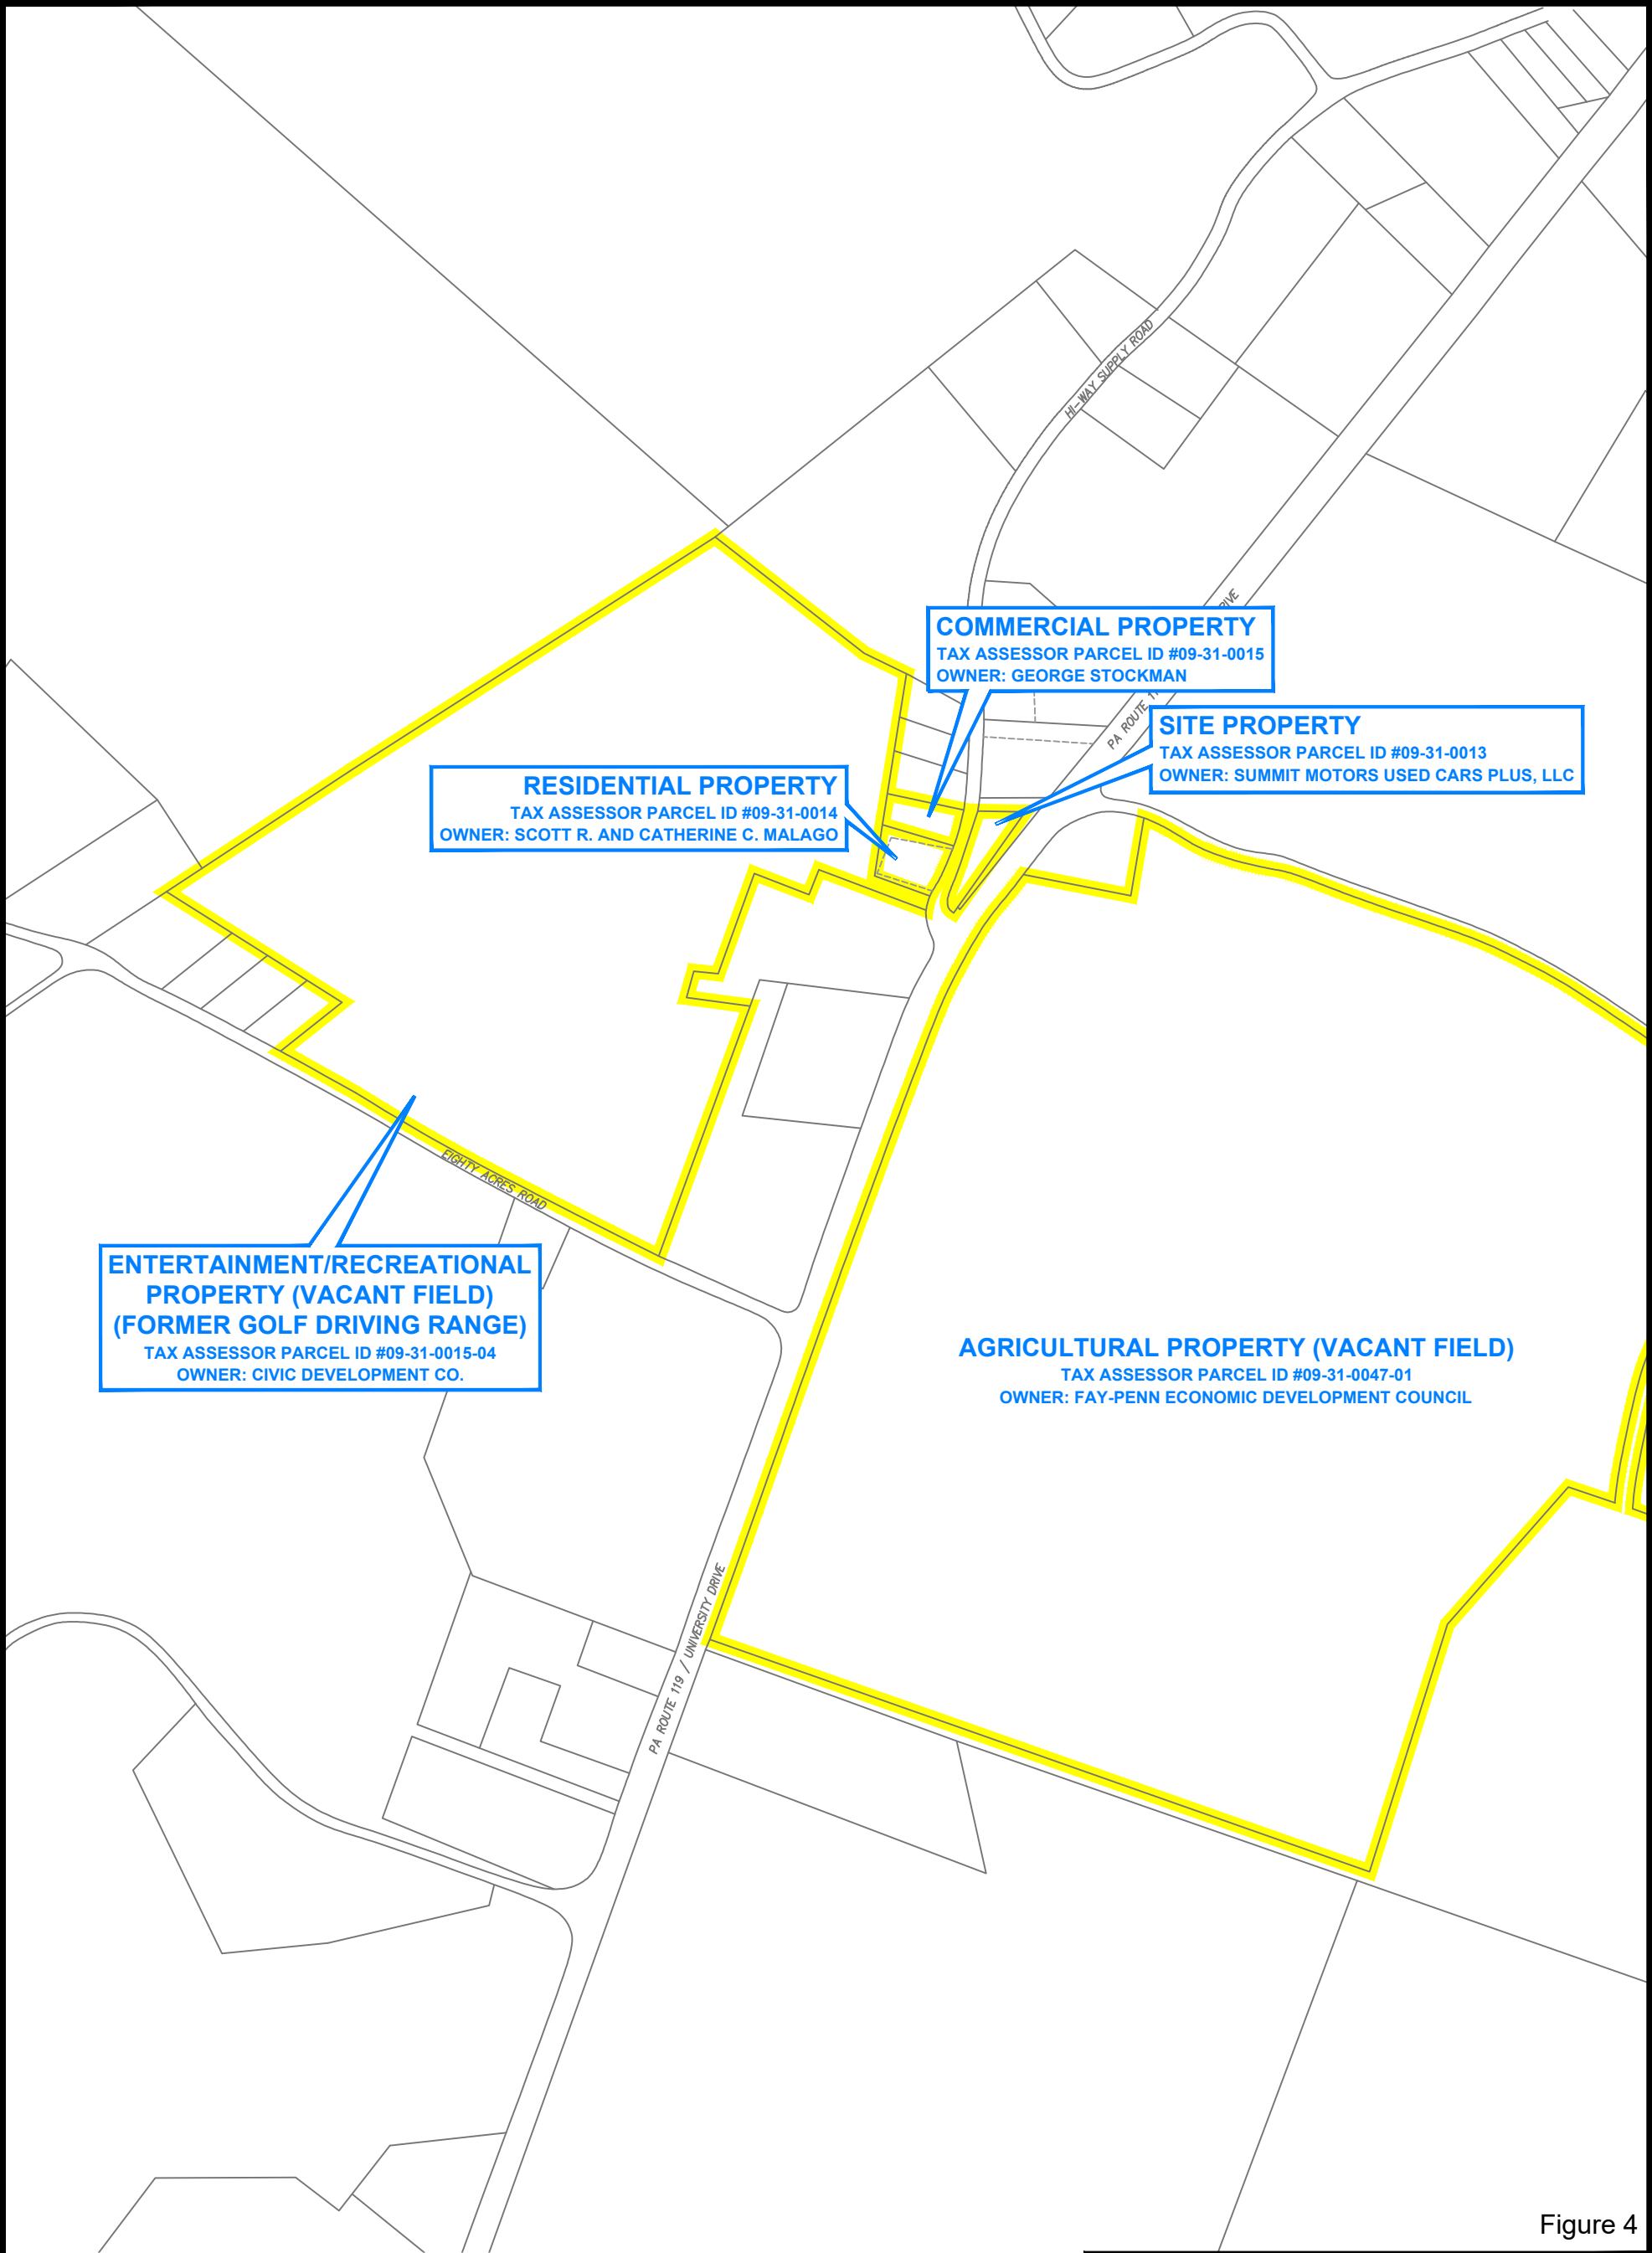 HI-WAY SUPPLY ROAD
COMMERCIAL PROPERTY
TAX ASSESSOR PARCEL ID #09-31-0015
OWNER: GEORGE STOCKMAN
PA ROUTE
SITE PROPERTY
TAX ASSESSOR PARCEL ID #09-31-0013
OWNER: SUMMIT MOTORS USED CARS PLUS, LLC
RESIDENTIAL PROPERTY
TAX ASSESSOR PARCEL ID #09-31-0014
OWNER: SCOTT R. AND CATHERINE C. MALAGO
EIGHTY ACRES ROAD
ENTERTAINMENT/RECREATIONAL
PROPERTY (VACANT FIELD)
(FORMER GOLF DRIVING RANGE)
TAX ASSESSOR PARCEL ID #09-31-0015-04
OWNER: CIVIC DEVELOPMENT CO.
AGRICULTURAL PROPERTY (VACANT FIELD)
TAX ASSESSOR PARCEL ID #09-31-0047-01
OWNER: FAY-PENN ECONOMIC DEVELOPMENT COUNCIL
PA ROUTE 119 / UNIVERSITY DRIVE
Figure 4